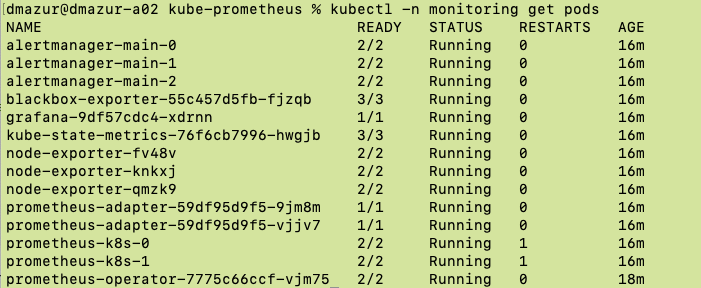 dmazur@dmazur-a02 kube-prometheus % kubectl -n monitoring get pods
NAME READY STATUS RESTARTS AGE
alertmanager-main-0 2/2 Running 0 16m
alertmanager-main-1 2/2 Running 0 16m
alertmanager-main-2 2/2 Running 0 16m
blackbox-exporter-55c457d5fb-fjzqb 3/3 Running 0 16m
grafana-9df57cdc4-xdrnn 1/1 Running 0 16m
kube-state-metrics-76f6cb7996-hwgjb 3/3 Running 0 16m
node-exporter-fv48v 2/2 Running 0 16m
node-exporter-knkxj 2/2 Running 0 16m
node-exporter-qmzk9 2/2 Running 0 16m
prometheus-adapter-59df95d9f5-9jm8m 1/1 Running 0 16m
prometheus-adapter-59df95d9f5-vjjv7 1/1 Running 0 16m
prometheus-k8s-0 2/2 Running 1 16m
prometheus-k8s-1 2/2 Running 1 16m
prometheus-operator-7775c66ccf-vjm75 2/2 Running 0 18m